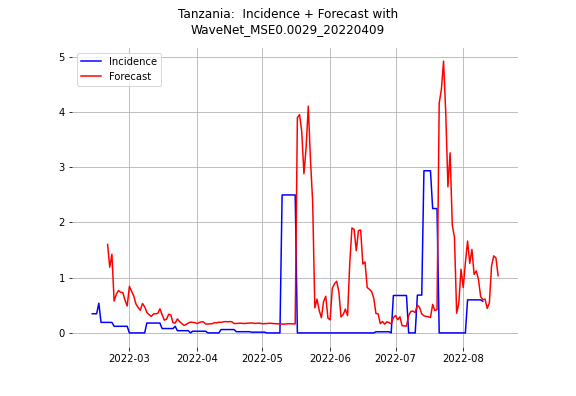 Tanzania:  Incidence + Forecast with
WaveNet_MSE0.0029_20220409
Incidence
Forecast
5
4
3
2
1
0
2022-03 2022-04 2022-05 2022-06 2022-07 2022-08